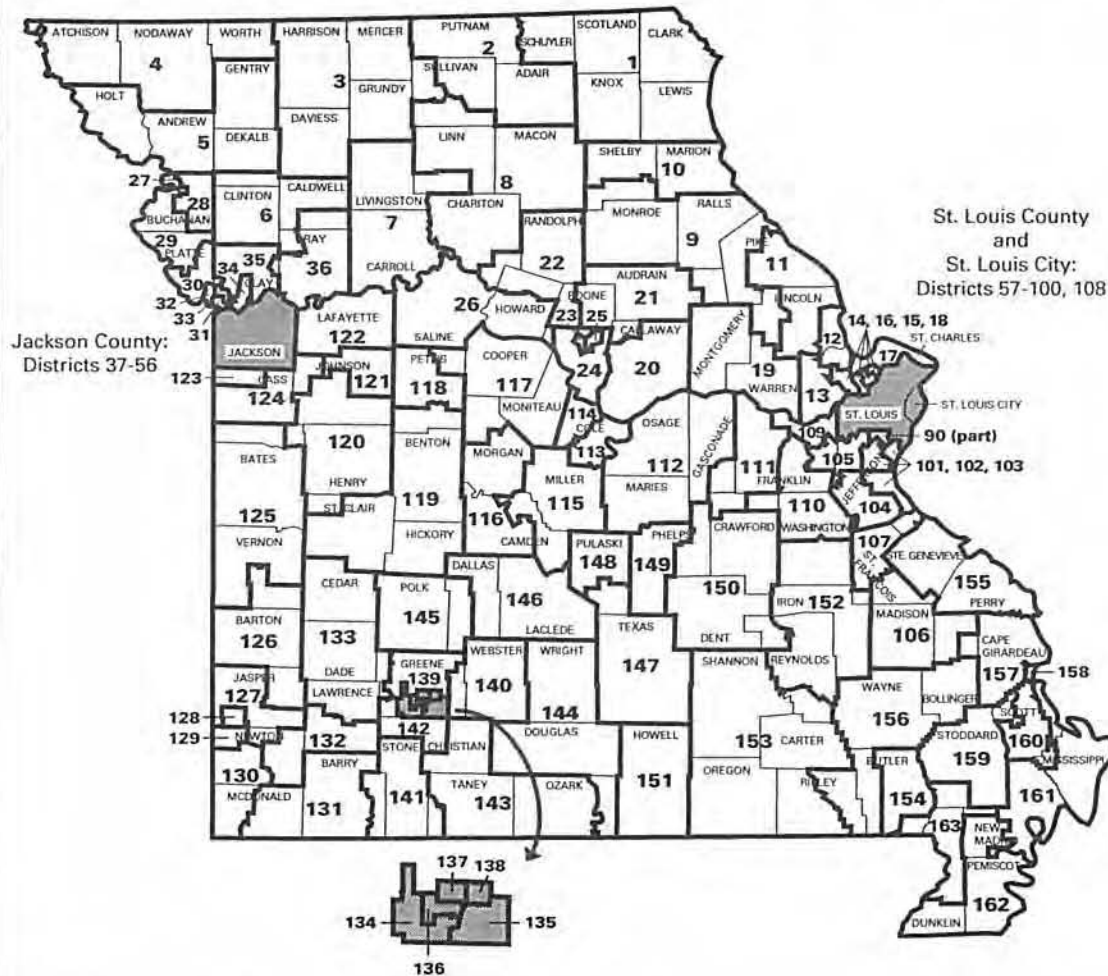 ATCHISON
NODAWAY
WORTH
HARRISON
MERCER
PUTNAM
SCHUYLER
SCOTLAND
CLARK
4
2
1
GENTRY
3
SULLIVAN
ADAIR
KNOX
LEWIS
HOLT
GRUNDY
ANDREW
5
DEKALB
DAVIESS
LINN
MACON
SHELBY
MARION
10
27
28
CLINTON
CALDWELL
LIVINGSTON
8
CHARITON
BUCHANAN
6
7
RANDOLPH
MONROE
RALLS
St. Louis County
and
St. Louis City:
Districts 57-100, 108
29
PLATTE
35
RAY
9
PIKE
30
34
CLAY
36
CARROLL
22
AUDRAIN
11
32
33
31
26
HOWARD
BOONE
23
25
21
LINCOLN
Jackson County:
Districts 37-56
LAFAYETTE
122
SALINE
CALLAWAY
MONTGOMERY
12
14, 16, 15, 18
ST. CHARLES
17
JACKSON
PETTIS
118
COOPER
24
20
19
WARREN
13
123
CASS
124
JOHNSON
121
117
MONITEAU
114
COLE
ST. LOUIS
ST. LOUIS CITY
120
BENTON
113
OSAGE
GASCONADE
109
90 (part)
BATES
MORGAN
112
111
105
JEFFERSON
101, 102, 103
HENRY
119
MILLER
115
MARIES
FRANKLIN
110
104
125
ST. CLAIR
116
CAMDEN
PHELPS
CRAWFORD
WASHINGTON
107
VERNON
HICKORY
PULASKI
148
149
ST. FRANCOIS
STE. GENEVIEVE
CEDAR
DALLAS
150
155
POLK
145
146
IRON
152
PERRY
BARTON
126
133
LACLEDE
TEXAS
DENT
MADISON
106
CAPE
GIRARDEAU
DADE
GREENE
139
WEBSTER
WRIGHT
147
SHANNON
REYNOLDS
157
158
JASPER
127
LAWRENCE
140
WAYNE
BOLLINGER
128
142
144
156
SCOTT
129
NEWTON
132
STONE
CHRISTIAN
DOUGLAS
HOWELL
153
CARTER
STODDARD
160
130
BARRY
BUTLER
159
MISSISSIPPI
MCDONALD
131
141
TANEY
143
OZARK
151
OREGON
RIPLEY
154
161
163
NEW
MADRID
PEMISCOT
137
138
162
134
135
DUNKLIN
136